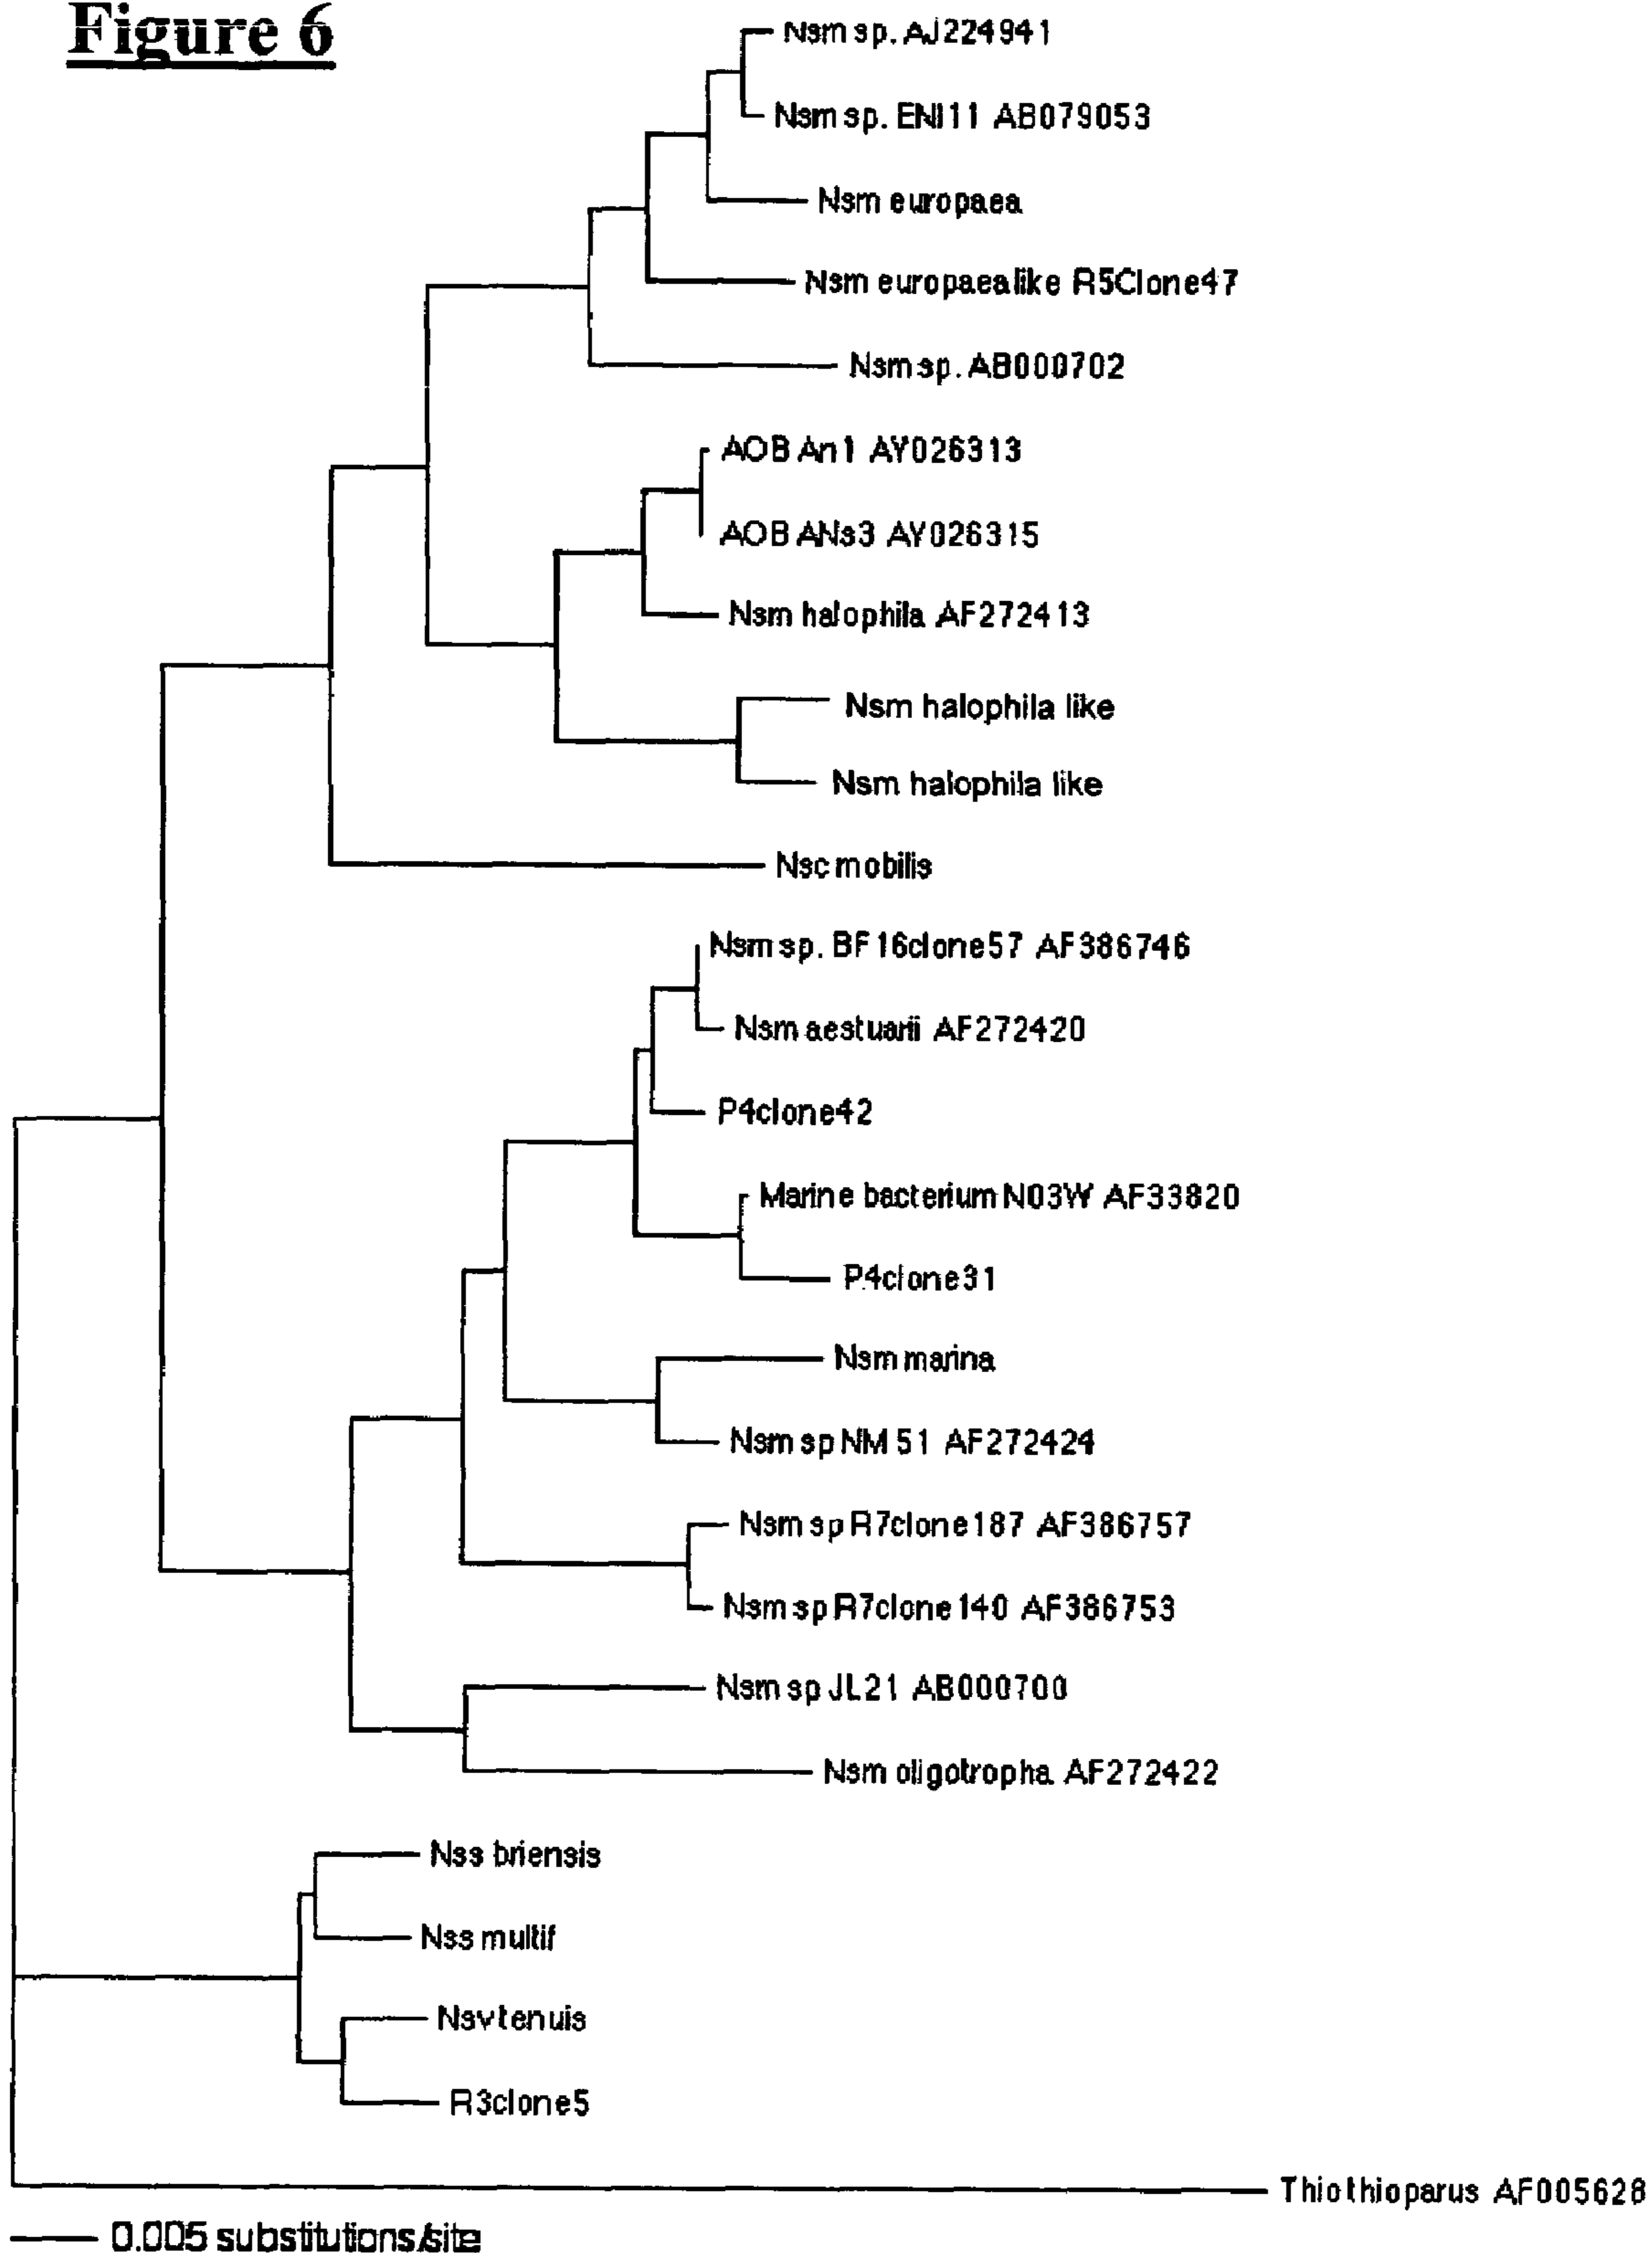 Figure 6
Nsm sp. AJ224941
Nsm sp. ENI11 AB079053
Nsm europaea
Nsm europaealike R5Clone47
Nsm sp. AB000702
AOB An1 AY026313
AOB ANs3 AY026315
Nsm halophila AF272413
Nsm halophila like
Nsm halophila like
Nsc mobilis
Nsm sp. BF16clone57 AF386746
Nsm aestuarii AF272420
P4clone42
Marine bacterium N03W AF33820
P4clone31
Nsm marina
Nsm sp NM51 AF272424
Nsm sp R7clone187 AF386757
Nsm sp R7clone140 AF386753
Nsm sp JL21 AB000700
Nsm oligotropha AF272422
Nss briensis
Nss multif
Nsv tenuis
R3clone5
Thiothioparus AF005628
0.005 substitutions/site